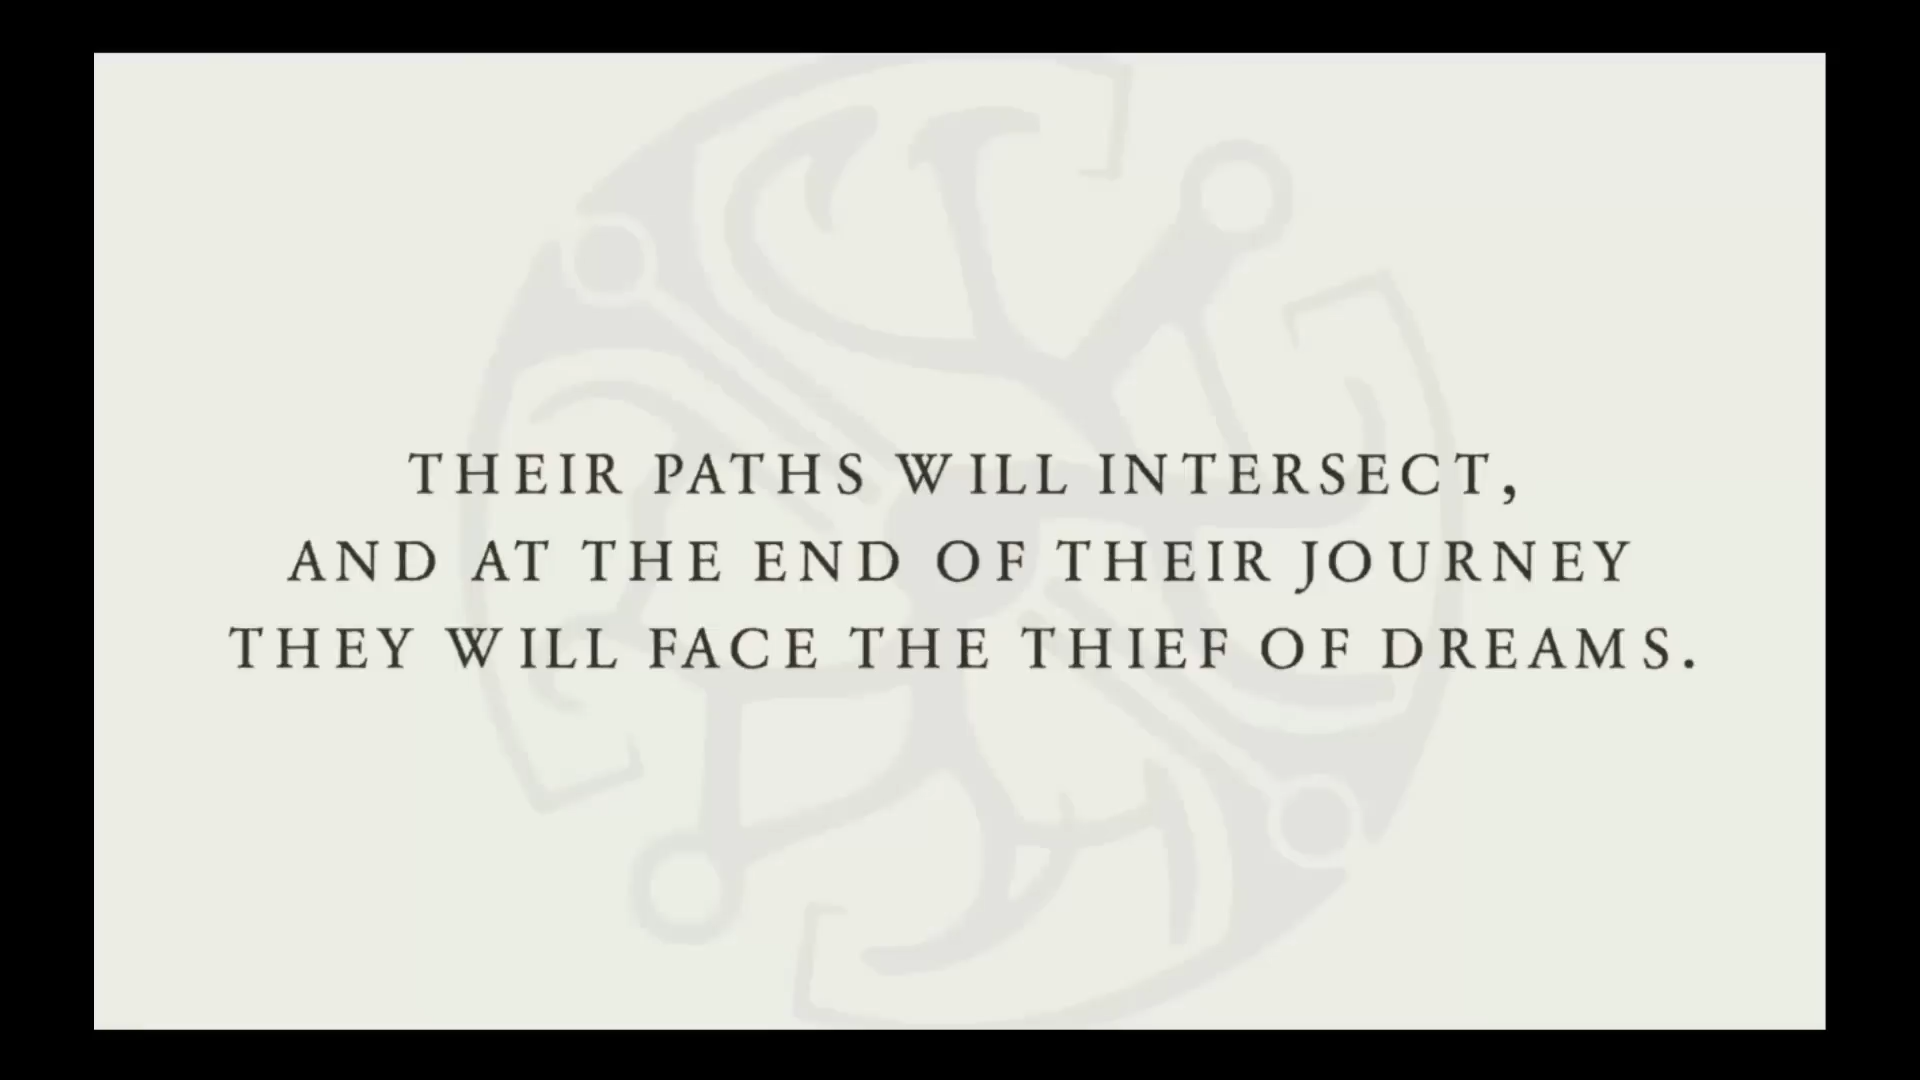 THEIR PATHS WILL INTERSECT,
AND AT THE END OF THEIR JOURNEY
THEY WILL FACE THE THIEF OF DREAMS.